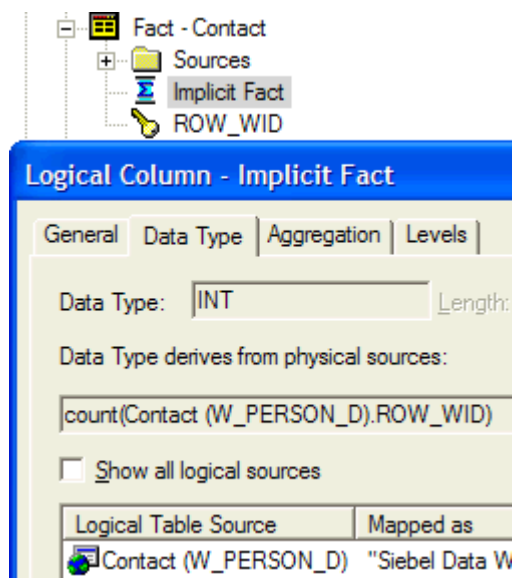 Fact - Contact
Sources
Implicit Fact
ROW_WID
Logical Column - Implicit Fact
General Data Type Aggregation Levels
Data Type: INT Length:
Data Type derives from physical sources:
count(Contact (W_PERSON_D).ROW_WID)
Show all logical sources
Logical Table Source Mapped as
Contact (W_PERSON_D) "Siebel Data W